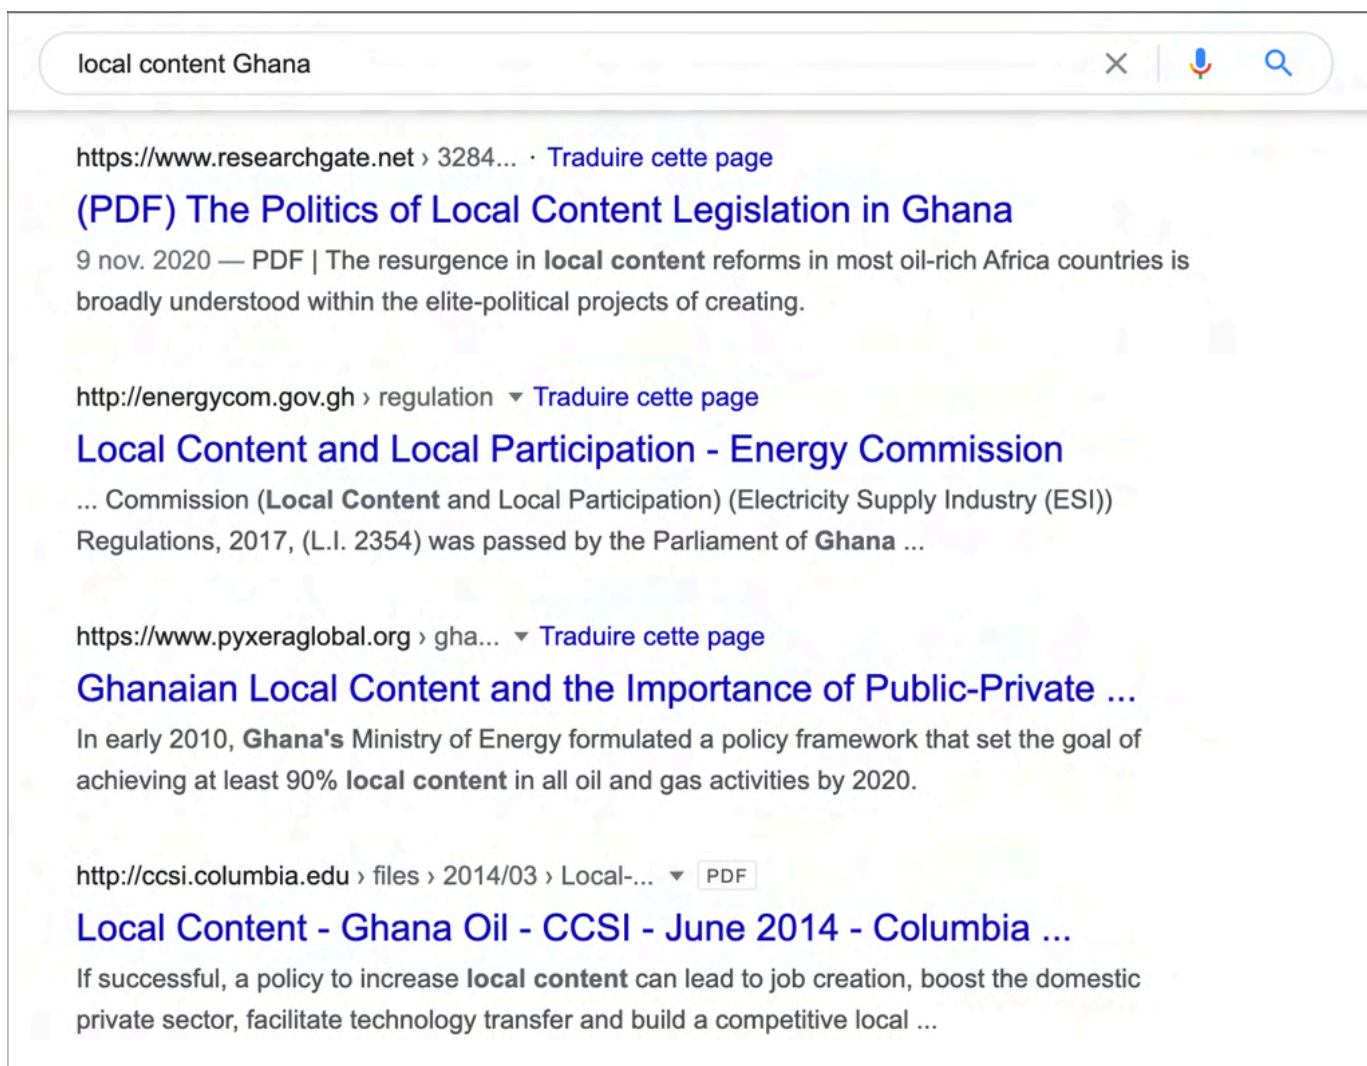 local content Ghana
https://www.researchgate.net › 3284... · Traduire cette page
(PDF) The Politics of Local Content Legislation in Ghana
9 nov. 2020 — PDF | The resurgence in local content reforms in most oil-rich Africa countries is
broadly understood within the elite-political projects of creating.
http://energycom.gov.gh › regulation ▼ Traduire cette page
Local Content and Local Participation - Energy Commission
... Commission (Local Content and Local Participation) (Electricity Supply Industry (ESI))
Regulations, 2017, (L.I. 2354) was passed by the Parliament of Ghana ...
https://www.pyxeraglobal.org › gha... ▼ Traduire cette page
Ghanaian Local Content and the Importance of Public-Private ...
In early 2010, Ghana's Ministry of Energy formulated a policy framework that set the goal of
achieving at least 90% local content in all oil and gas activities by 2020.
http://ccsi.columbia.edu › files › 2014/03 › Local-... ▼ PDF
Local Content - Ghana Oil - CCSI - June 2014 - Columbia ...
If successful, a policy to increase local content can lead to job creation, boost the domestic
private sector, facilitate technology transfer and build a competitive local ...